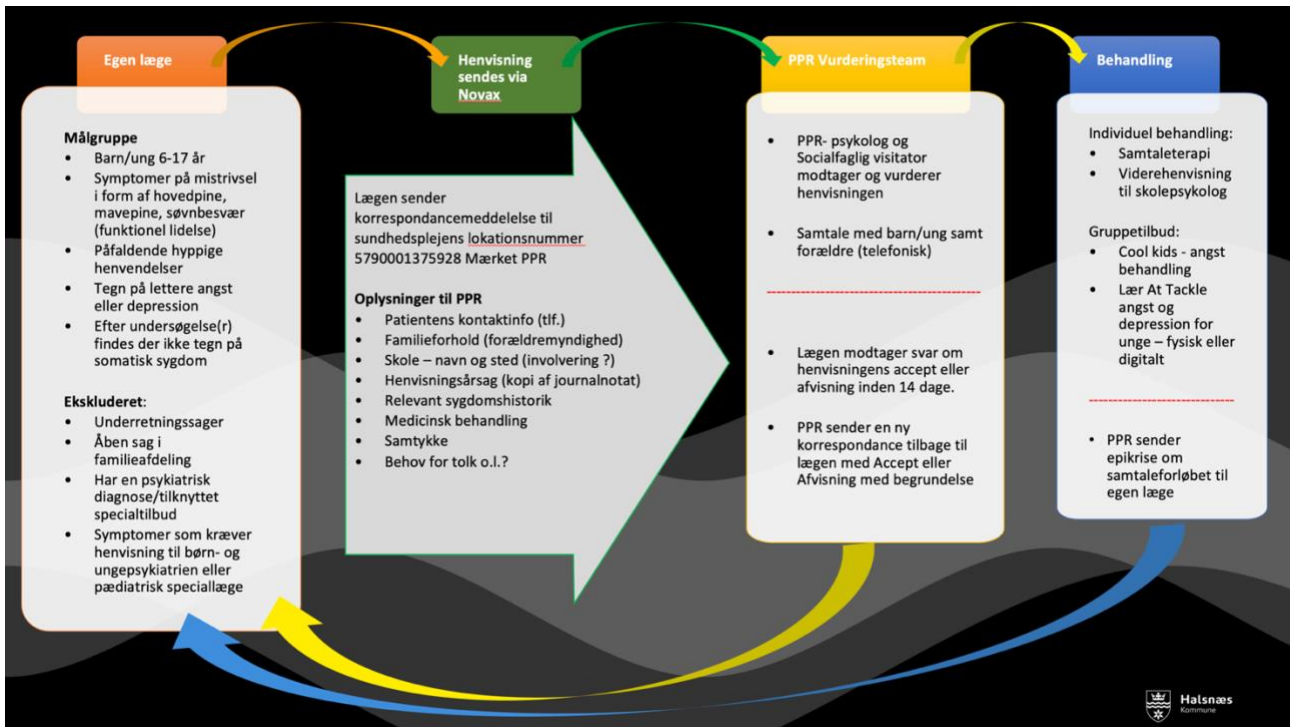 Egen læge
Målgruppe
• Barn/ung 6-17 år
• Symptomer på mistrivsel
i form af hovedpine,
mavepine, søvnbesvær
(funktionel lidelse)
• Påfaldende hyppige
henvendelser
• Tegn på lettere angst
eller depression
• Efter undersøgelse(r)
findes der ikke tegn på
somatisk sygdom
Ekskluderet:
• Underretningssager
• Åben sag i
familieafdeling
• Har en psykiatrisk
diagnose/tilknyttet
specialtilbud
• Symptomer som kræver
henvisning til børn- og
ungepsykiatrien eller
pædiatrisk speciallæge
Henvisning
sendes via
Novax
Lægen sender
korrespondancemeddelelse til
sundhedsplejens lokationsnummer
5790001375928 Mærket PPR
Oplysninger til PPR
• Patientens kontaktinfo (tlf.)
• Familieforhold (forældremyndighed)
• Skole – navn og sted (involvering ?)
• Henvisningsårsag (kopi af journalnotat)
• Relevant sygdomshistorik
• Medicinsk behandling
• Samtykke
• Behov for tolk o.l.?
PPR Vurderingsteam
• PPR- psykolog og
Socialfaglig visitator
modtager og vurderer
henvisningen
• Samtale med barn/ung samt
forældre (telefonisk)
• Lægen modtager svar om
henvisningens accept eller
afvisning inden 14 dage.
• PPR sender en ny
korrespondance tilbage til
lægen med Accept eller
Afvisning med begrundelse
Behandling
Individuel behandling:
• Samtaleterapi
• Viderehenvisning
til skolepsykolog
Gruppetilbud:
• Cool kids - angst
behandling
• Lær At Tackle
angst og
depression for
unge – fysisk eller
digitalt
• PPR sender
epikrise om
samtaleforløbet til
egen læge
Halsnæs
Kommune